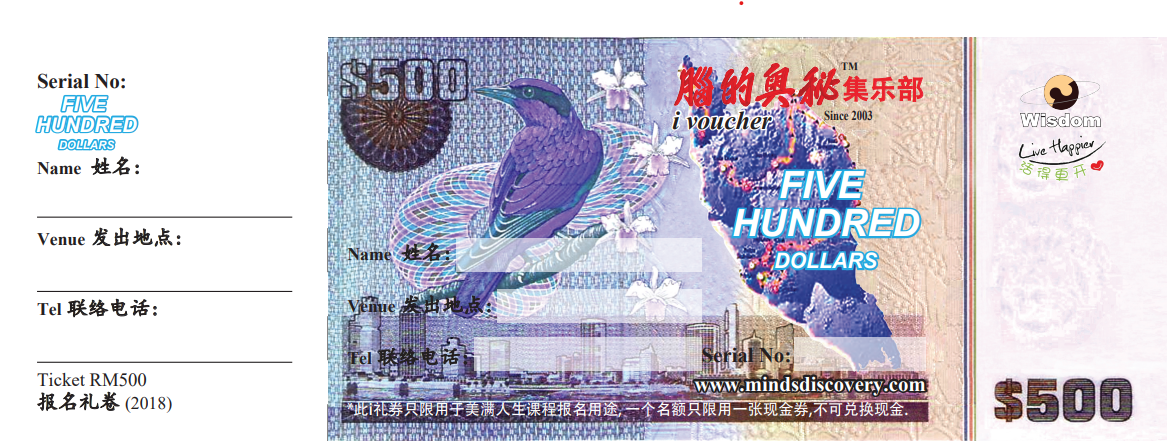 Serial No:
FIVE
HUNDRED
DOLLARS
Name 姓名：
Venue 发出地点：
Tel 联络电话：
Ticket RM500
报名礼卷 (2018)
$500
腦的奥秘集乐部™
i voucher
Since 2003
FIVE
HUNDRED
DOLLARS
Name 姓名：
Venue 发出地点：
Tel 联络电话：
Serial No:
www.mindsdiscovery.com
*此i礼券只限用于美满人生课程报名用途,一个名额只限用一张现金券,不可兑换现金.
Wisdom
Live Happier
活得更开
$500